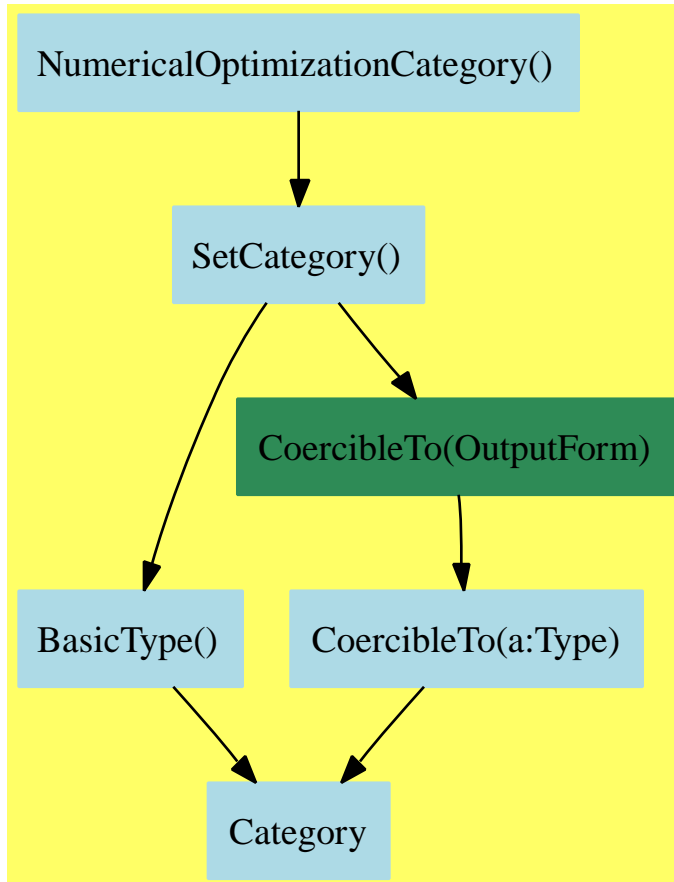 NumericalOptimizationCategory()
SetCategory()
CoercibleTo(OutputForm)
BasicType()
CoercibleTo(a:Type)
Category